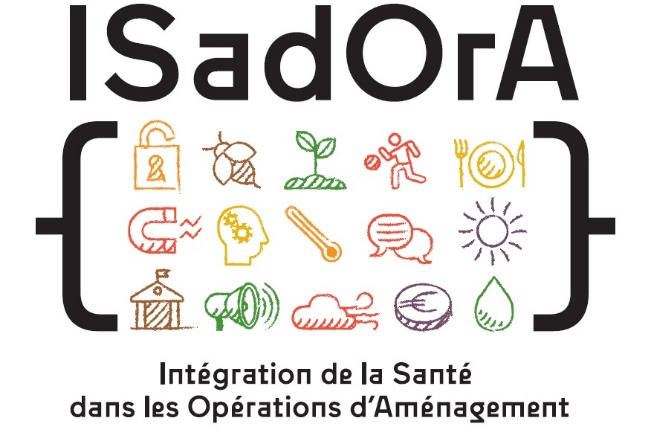 ISadOrA
Intégration de la Santé
dans les Opérations d'Aménagement